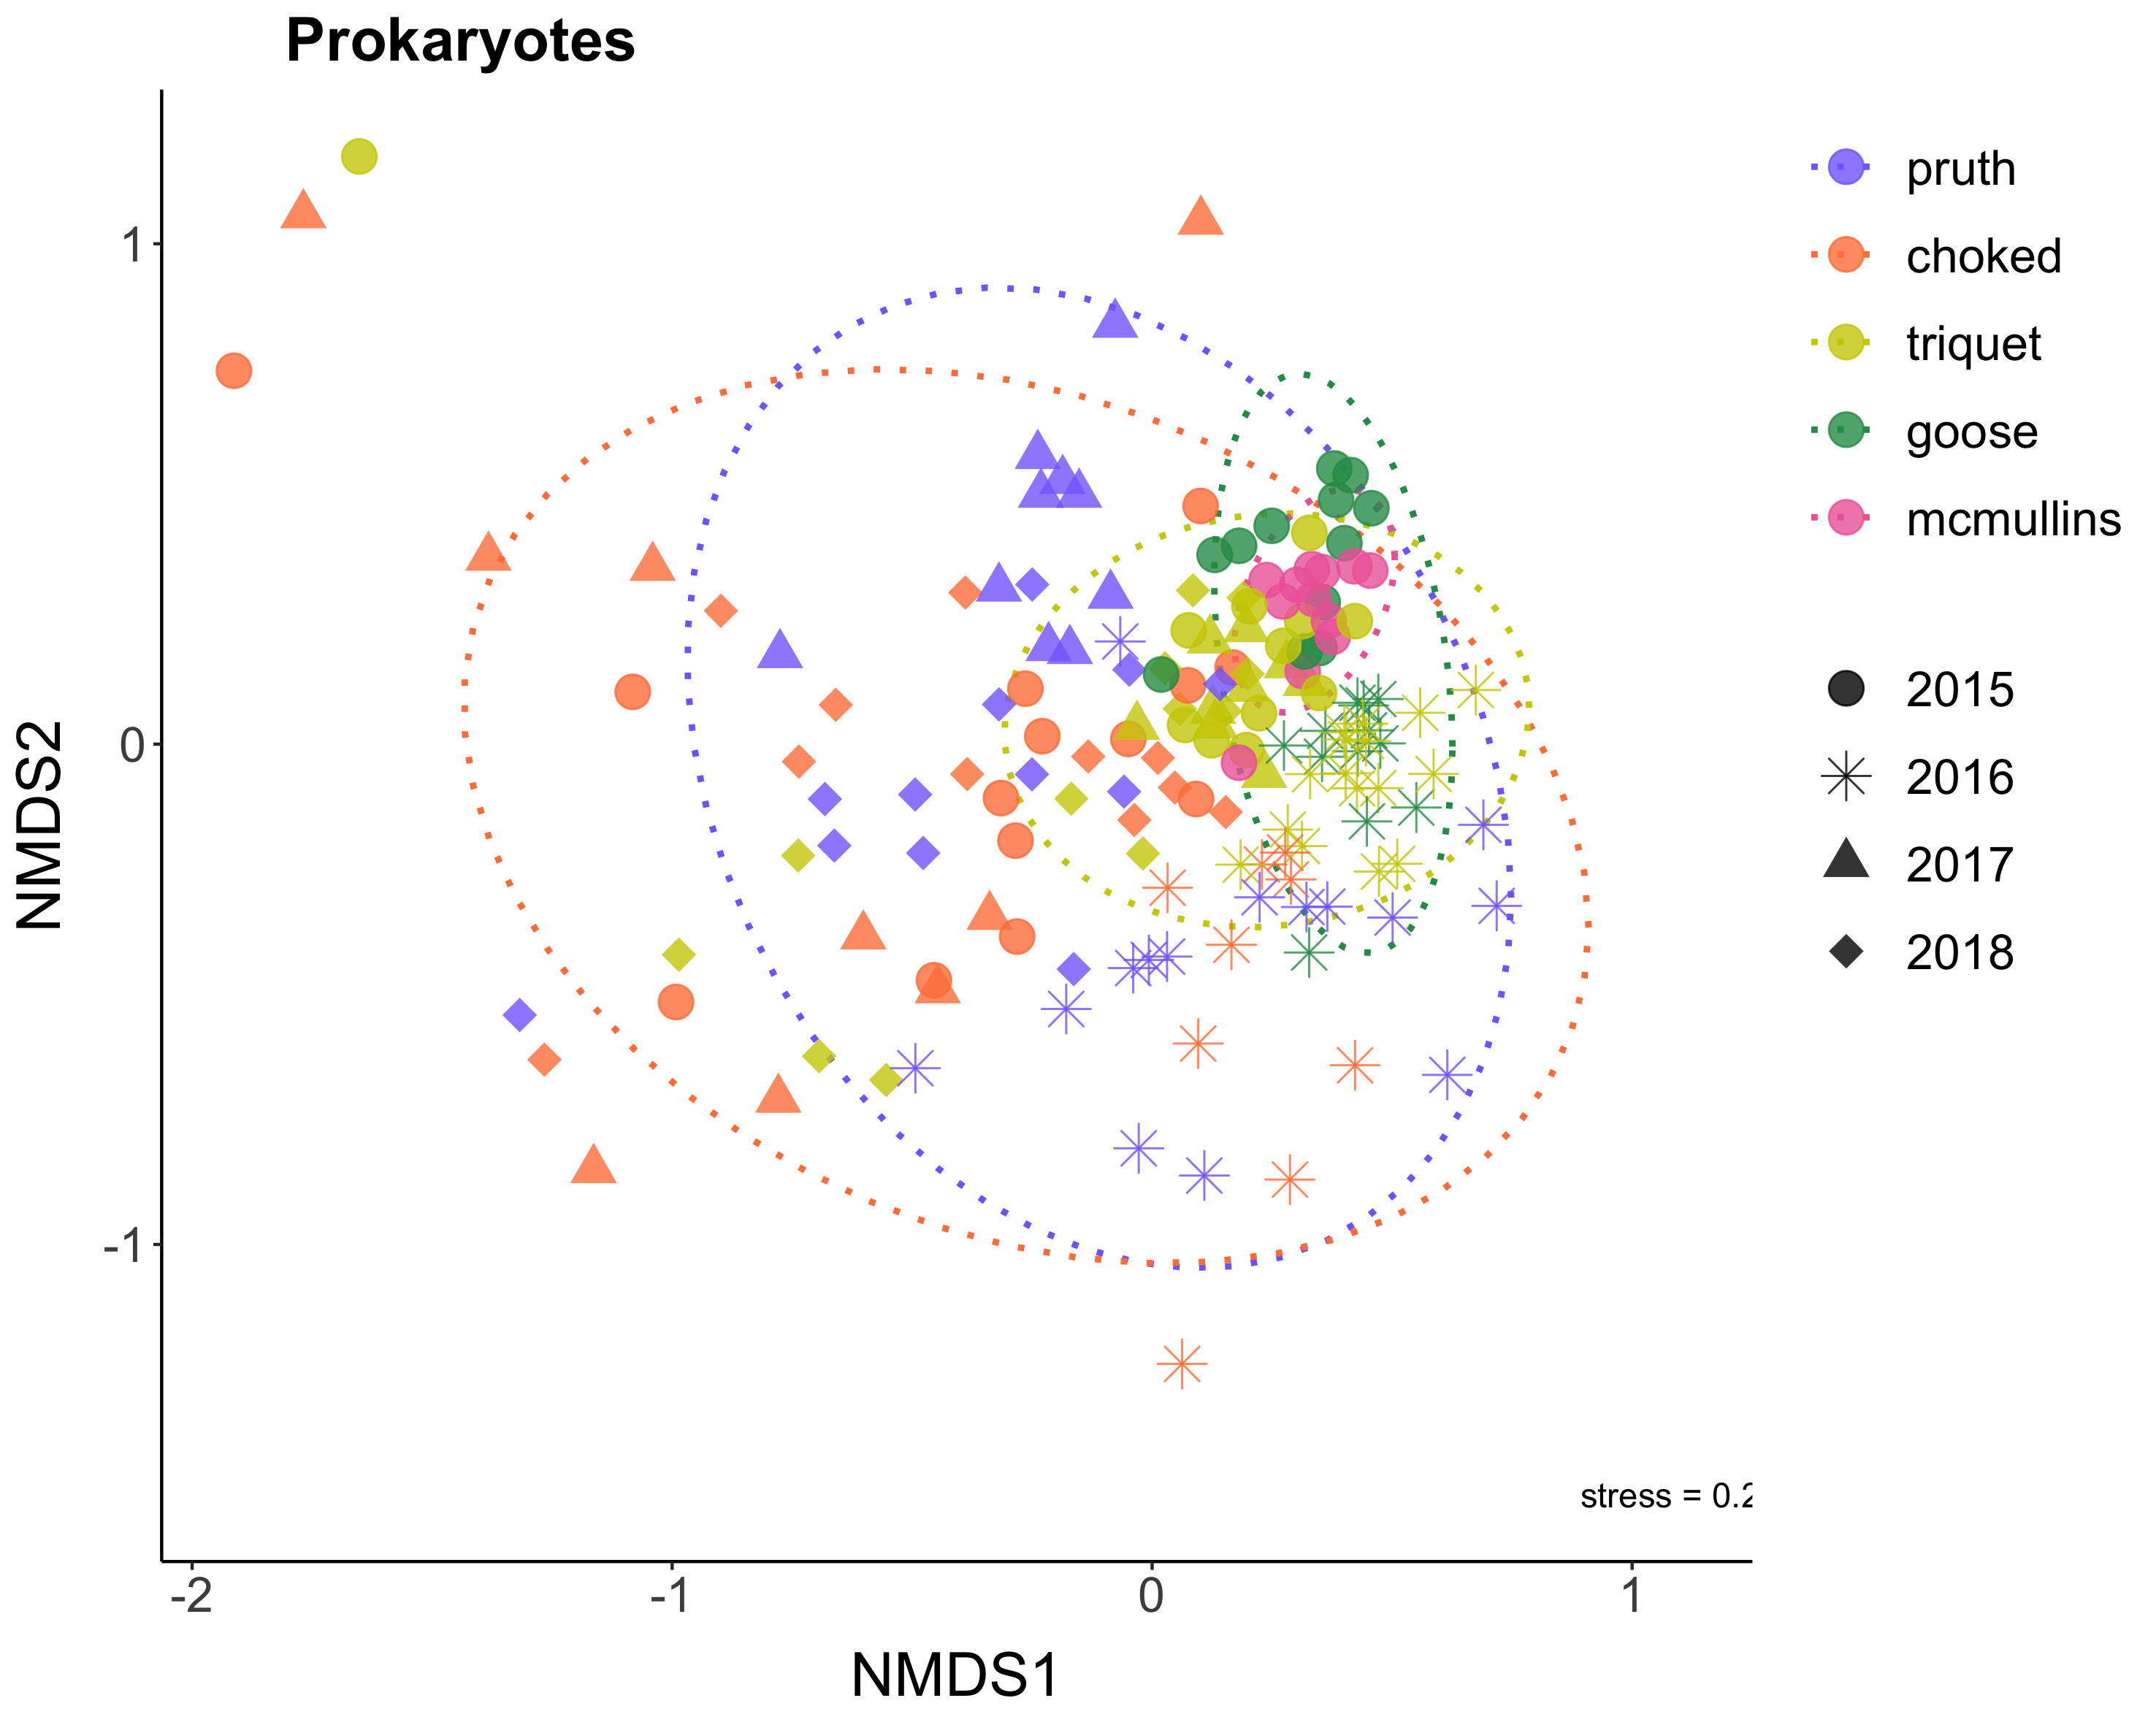 Prokaryotes
NMDS2
1
0
-1
-2
-1
0
1
NMDS1
stress = 0.2
pruth
choked
triquet
goose
mcmullins
2015
2016
2017
2018